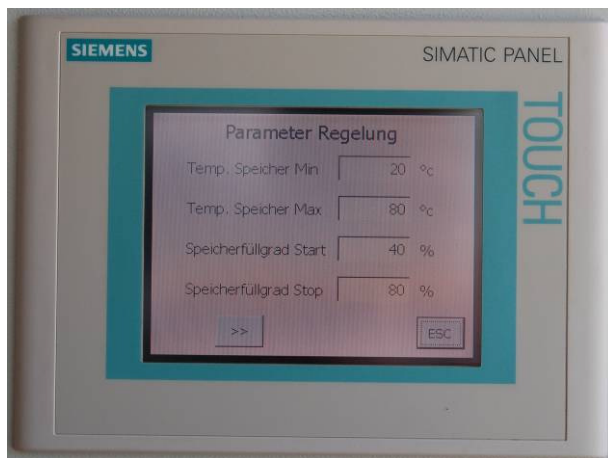 SIEMENS
SIMATIC PANEL
TOUCH
Parameter Regelung
Temp. Speicher Min 20 °C
Temp. Speicher Max 80 °C
Speicherfüllgrad Start 40 %
Speicherfüllgrad Stop 80 %
>> ESC